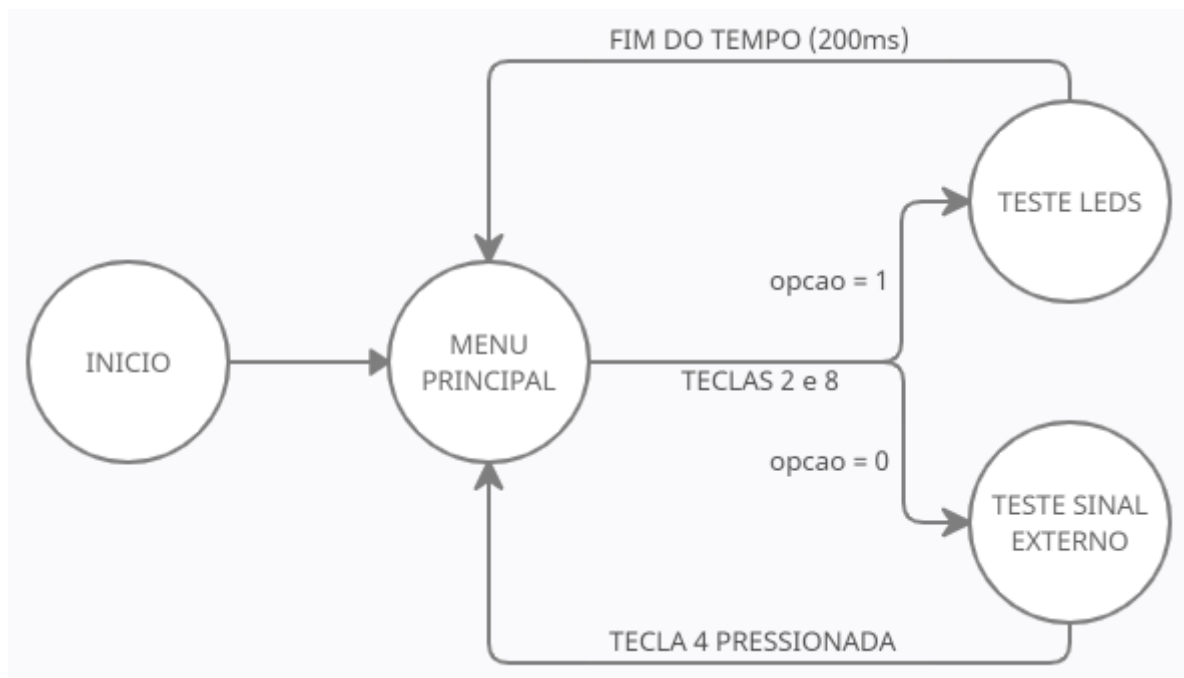 FIM DO TEMPO (200ms)
TESTE LEDS
opcao = 1
INICIO
MENU
PRINCIPAL
TECLAS 2 e 8
opcao = 0
TESTE SINAL
EXTERNO
TECLA 4 PRESSIONADA